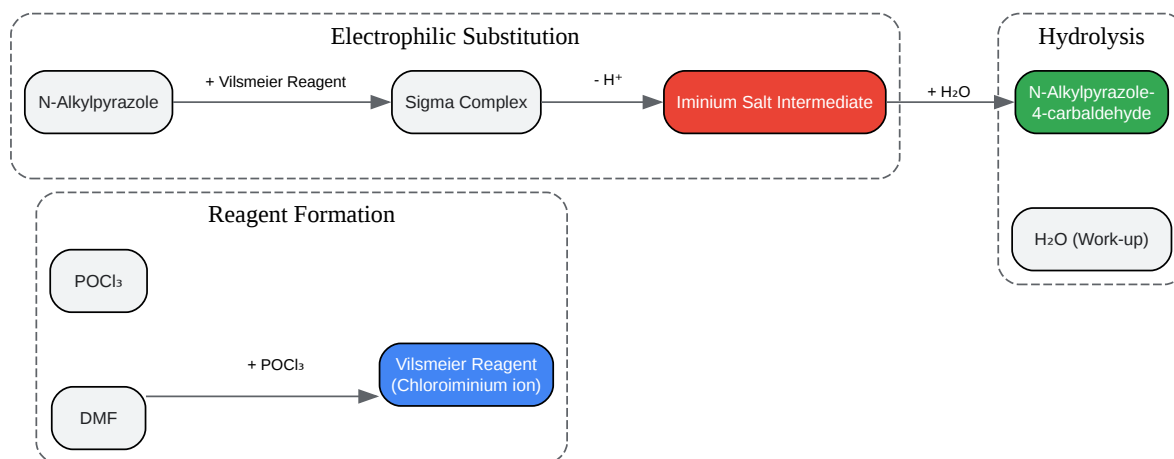 Electrophilic Substitution
Hydrolysis
N-Alkylpyrazole
+ Vilsmeier Reagent
Sigma Complex
- H⁺
Iminium Salt Intermediate
+ H₂O
N-Alkylpyrazole-
4-carbaldehyde
H₂O (Work-up)
Reagent Formation
POCl₃
DMF
+ POCl₃
Vilsmeier Reagent
(Chloroiminium ion)